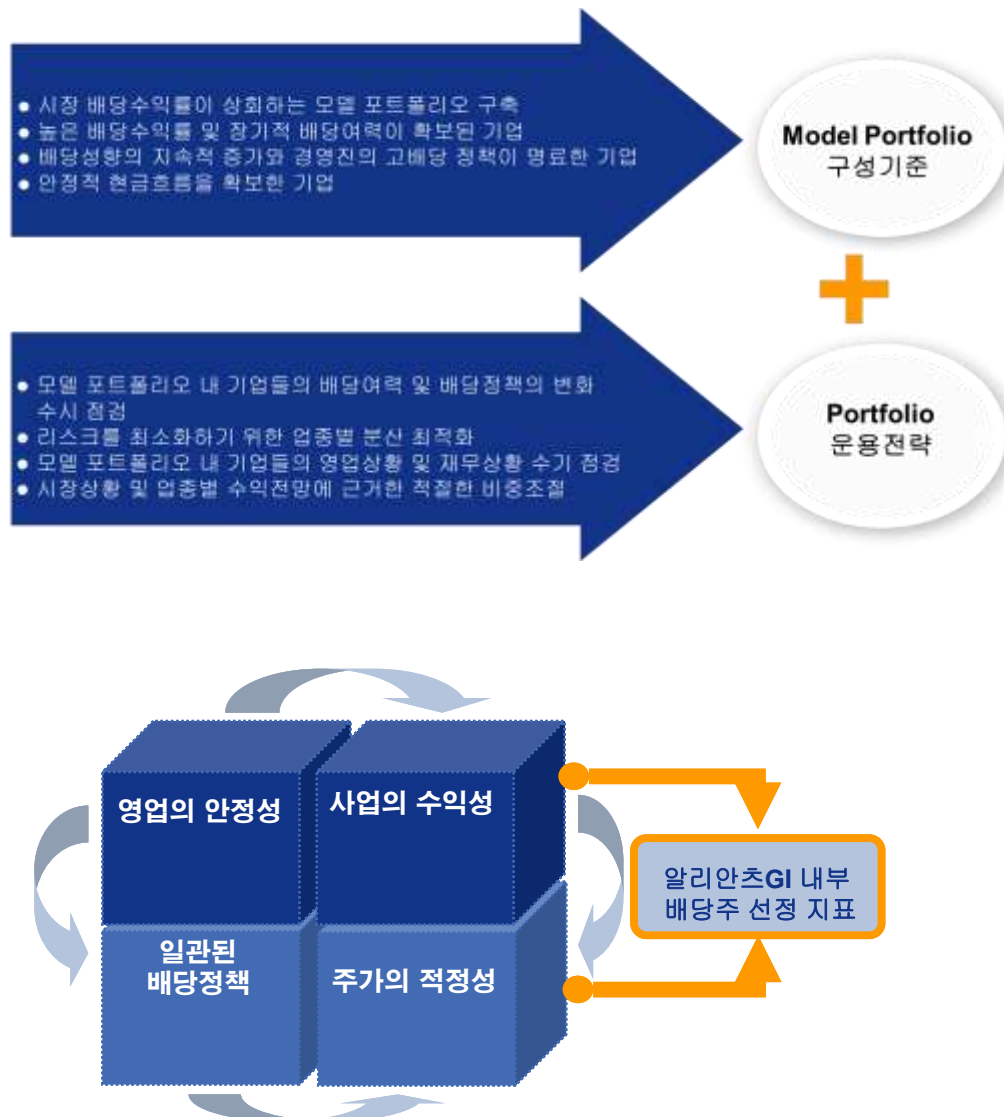 ● 시장 배당수익률이 상회하는 모델 포트폴리오 구축
● 높은 배당수익률 및 장기적 배당여력이 확보된 기업
● 배당성향의 지속적 증가와 경영진의 고배당 정책이 명료한 기업
● 안정적 현금흐름을 확보한 기업
Model Portfolio
구성기준
● 모델 포트폴리오 내 기업들의 배당여력 및 배당정책의 변화
수시 점검
● 리스크를 최소화하기 위한 업종별 분산 최적화
● 모델 포트폴리오 내 기업들의 영업상황 및 재무상황 수기 점검
● 시장상황 및 업종별 수익전망에 근거한 적절한 비중조절
Portfolio
운용전략
영업의 안정성
사업의 수익성
일관된
배당정책
주가의 적정성
알리안츠GI 내부
배당주 선정 지표